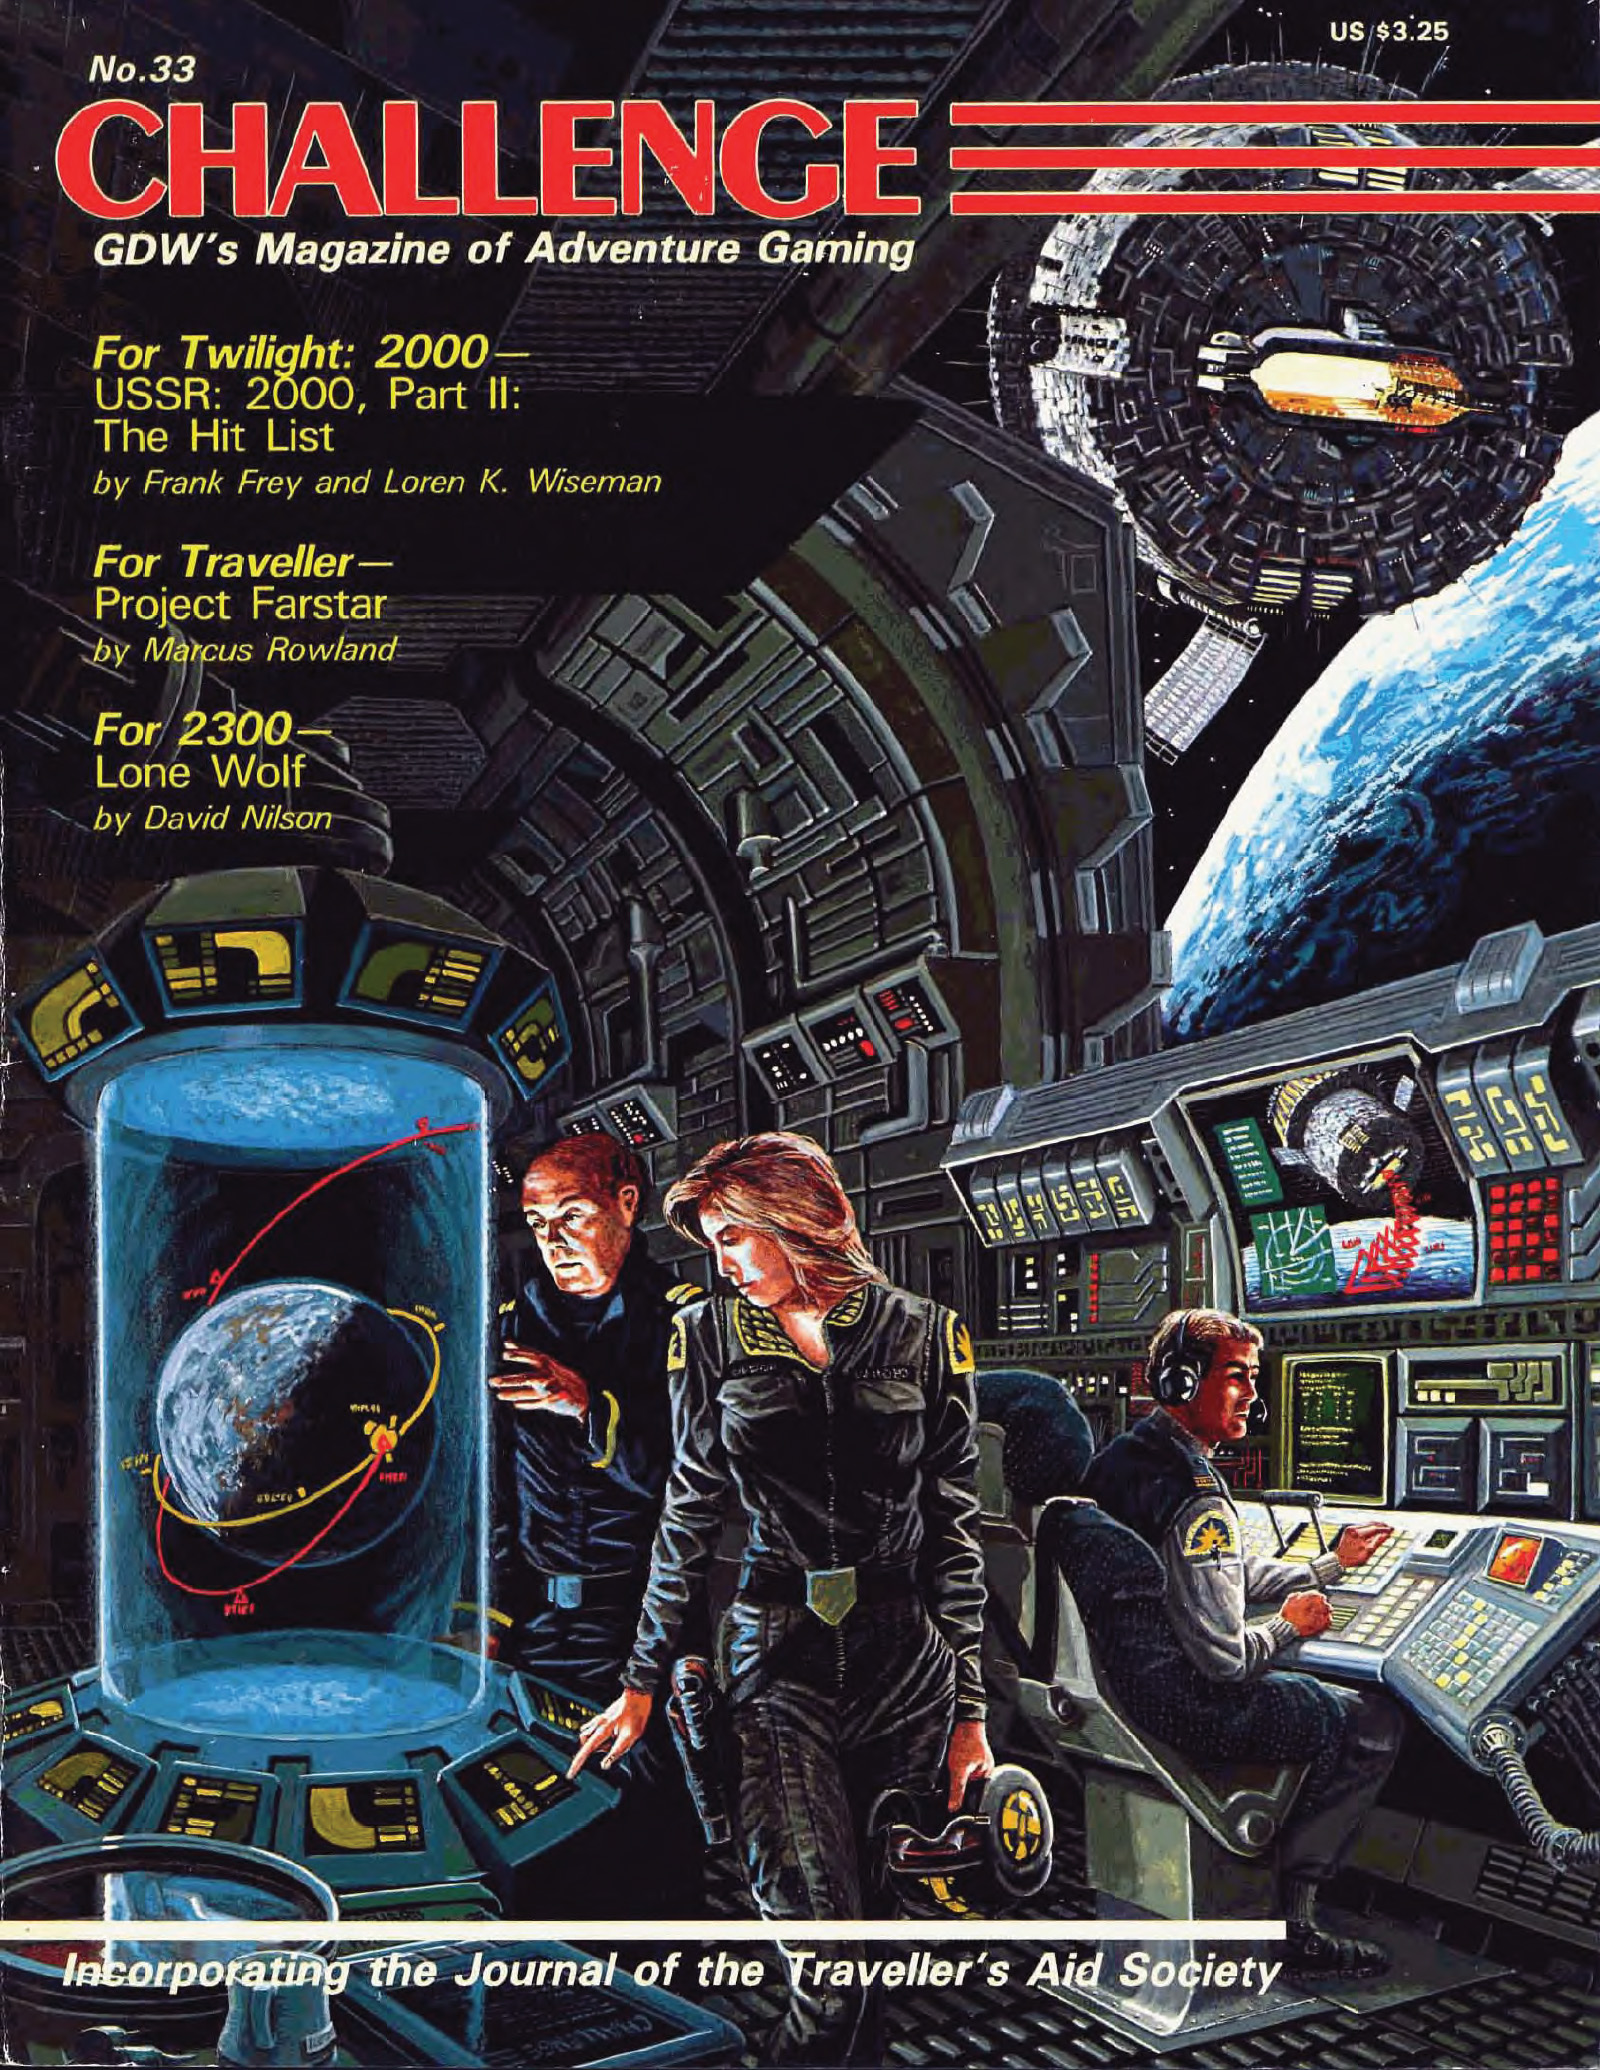 US $3.25
No.33
CHALLENGE
GDW's Magazine of Adventure Gaming
For Twilight: 2000—
USSR: 2000, Part II:
The Hit List
by Frank Frey and Loren K. Wiseman
For Traveller—
Project Farstar
by Marcus Rowland
For 2300—
Lone Wolf
by David Nilson
Incorporating the Journal of the Traveller's Aid Society
CHALLENGE